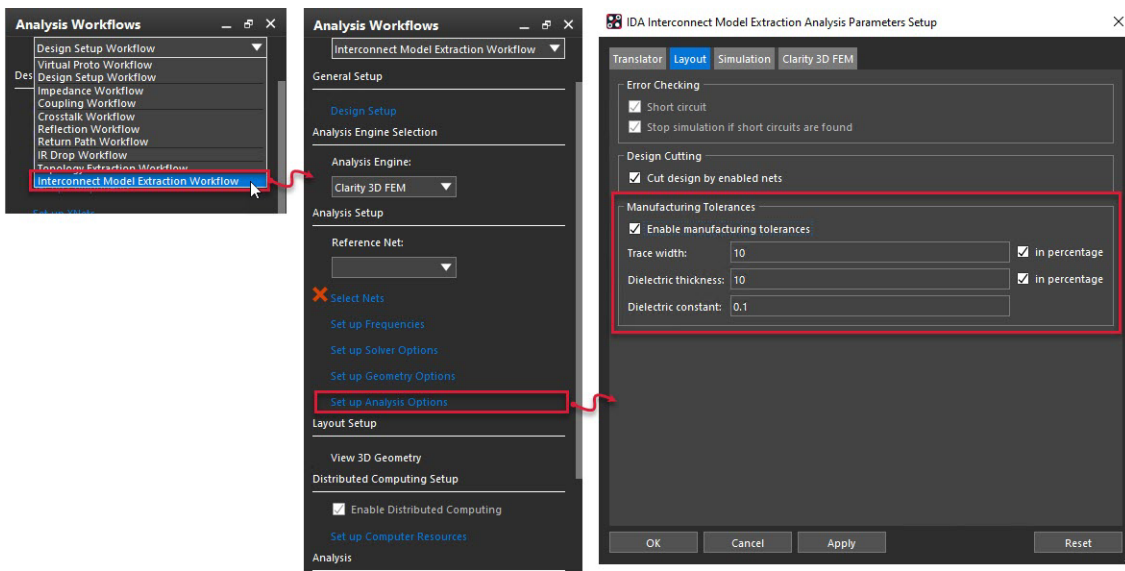 Analysis Workflows
Design Setup Workflow
Virtual Proto Workflow
Des
Design Setup Workflow
Impedance Workflow
Coupling Workflow
Crosstalk Workflow
Reflection Workflow
Return Path Workflow
IR Drop Workflow
Topology Extraction Workflow
Interconnect Model Extraction Workflow
Analysis Workflows
Interconnect Model Extraction Workflow
General Setup
Design Setup
Analysis Engine Selection
Analysis Engine:
Clarity 3D FEM
Analysis Setup
Reference Net:
Select Nets
Set up Frequencies
Set up Solver Options
Set up Geometry Options
Set up Analysis Options
Layout Setup
View 3D Geometry
Distributed Computing Setup
Enable Distributed Computing
Set up Computer Resources
Analysis
IDA Interconnect Model Extraction Analysis Parameters Setup
Translator Layout Simulation Clarity 3D FEM
Error Checking
Short circuit
Stop simulation if short circuits are found
Design Cutting
Cut design by enabled nets
Manufacturing Tolerances
Enable manufacturing tolerances
Trace width: 10 in percentage
Dielectric thickness: 10 in percentage
Dielectric constant: 0.1
OK Cancel Apply Reset